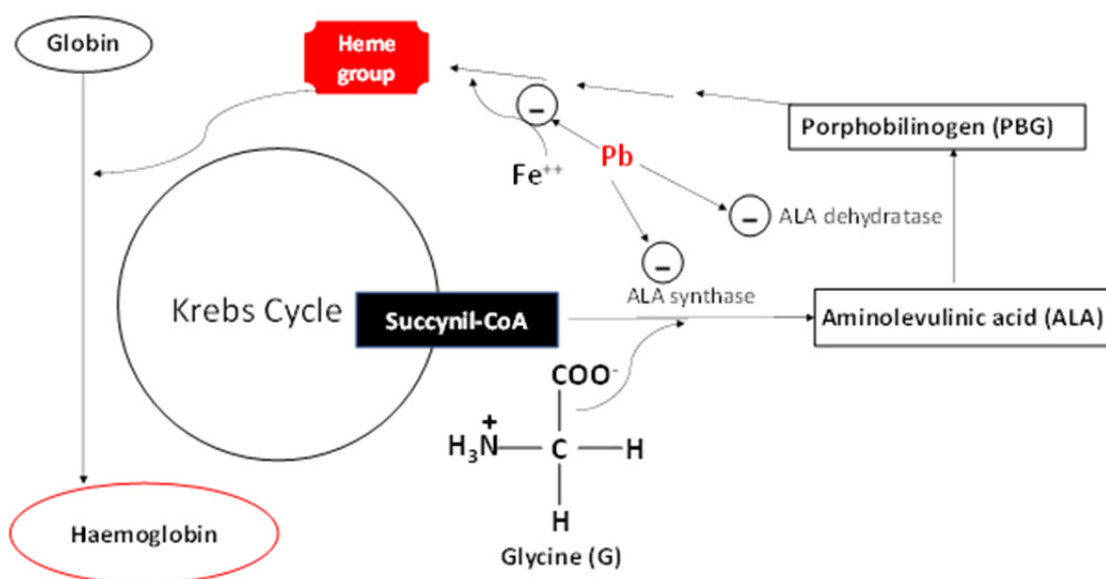 Globin
Heme
group
Porphobilinogen (PBG)
Pb
Fe++
−
−
ALA dehydratase
−
ALA synthase
Krebs Cycle
Succynil-CoA
Aminolevulinic acid (ALA)
COO-
+
H3N
C
H
H
Haemoglobin
Glycine (G)